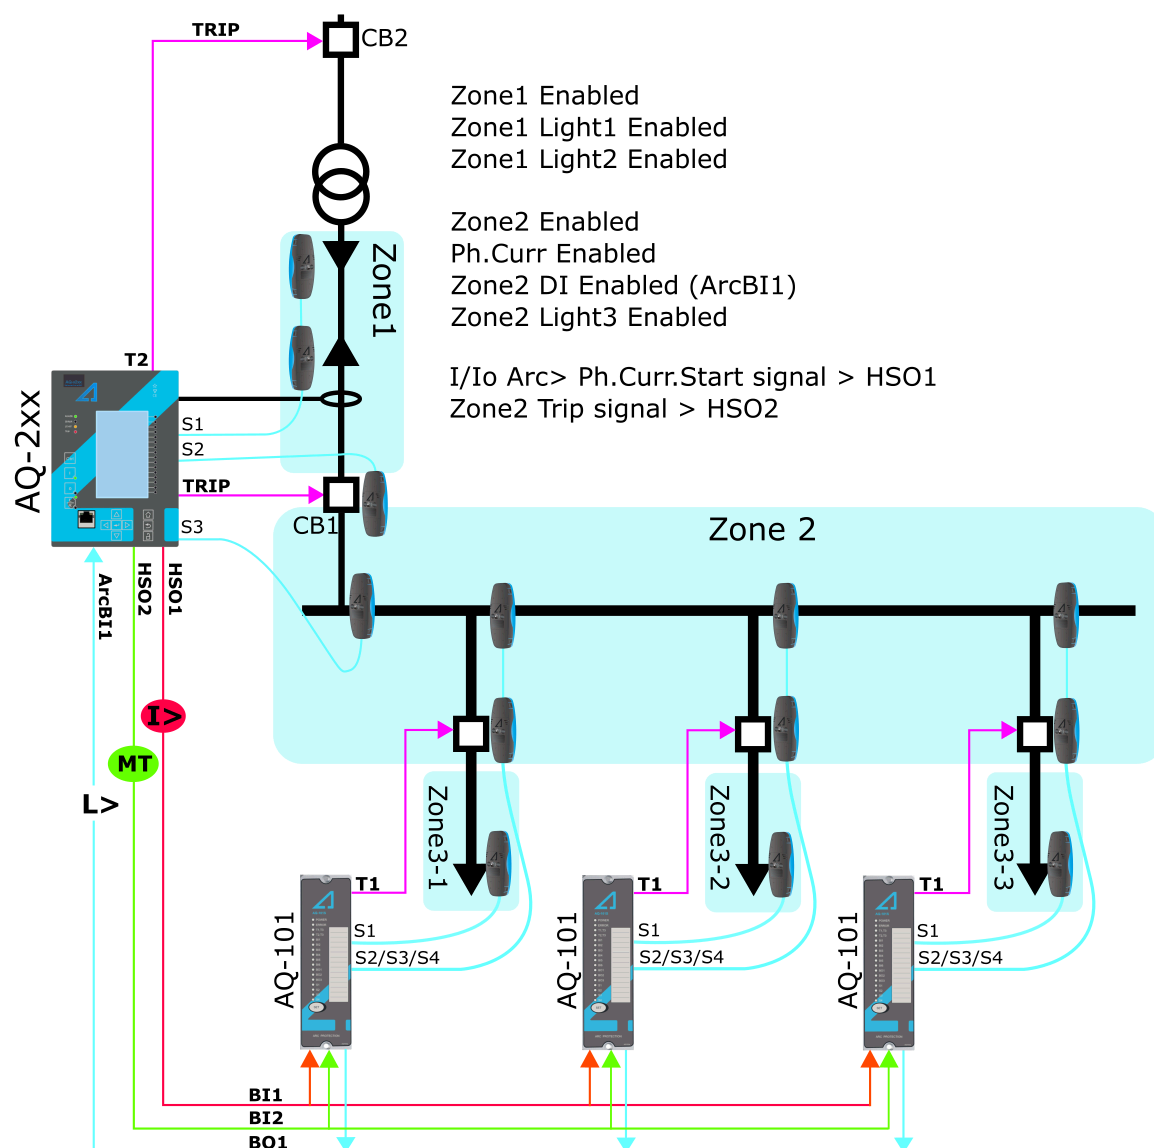 TRIP
CB2
Zone1 Enabled
Zone1 Light1 Enabled
Zone1 Light2 Enabled
Zone2 Enabled
Ph.Curr Enabled
Zone2 DI Enabled (ArcBI1)
Zone2 Light3 Enabled
I/Io Arc> Ph.Curr.Start signal > HSO1
Zone2 Trip signal > HSO2
Zone1
T2
AQ-2xx
S1
S2
TRIP
CB1
S3
Zone 2
ArcBI1
HSO2
HSO1
I>
MT
L>
Zone3-1
Zone3-2
Zone3-3
T1
T1
T1
AQ-101
S1
S2/S3/S4
AQ-101
S1
S2/S3/S4
AQ-101
S1
S2/S3/S4
BI1
BI2
BO1